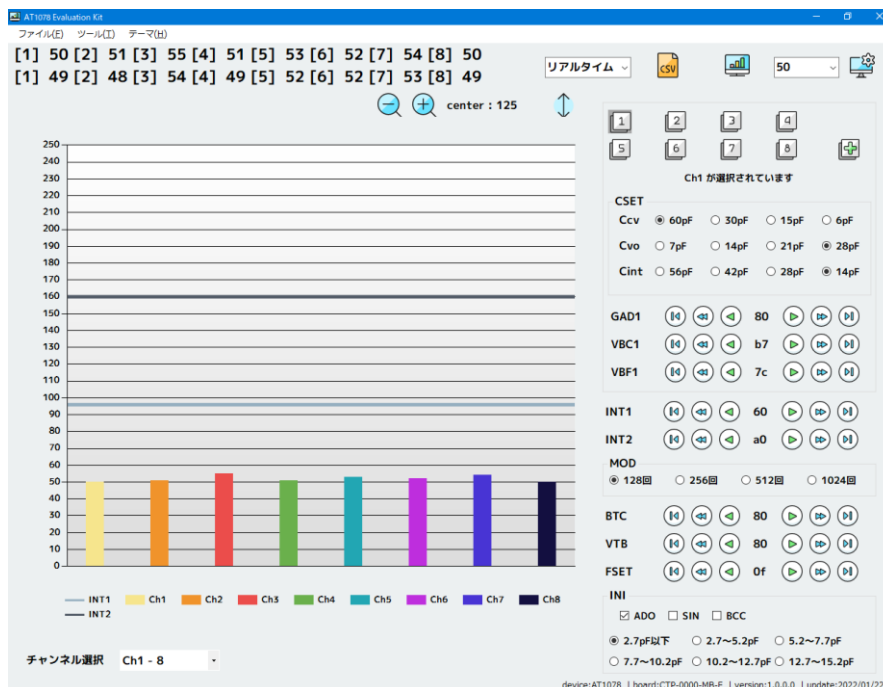 AT1078 Evaluation Kit
ファイル(F) ツール(T) テーマ(H)
[1] 50 [2] 51 [3] 55 [4] 51 [5] 53 [6] 52 [7] 54 [8] 50
[1] 49 [2] 48 [3] 54 [4] 49 [5] 52 [6] 52 [7] 53 [8] 49
リアルタイム
CSV
50
center : 125
1 2 3 4
5 6 7 8
Ch1 が選択されています
CSET
Ccv 60pF 30pF 15pF 6pF
Cvo 7pF 14pF 21pF 28pF
Cint 56pF 42pF 28pF 14pF
GAD1 80
VBC1 b7
VBF1 7c
INT1 60
INT2 a0
MOD
128回 256回 512回 1024回
BTC 80
VTB 80
FSET 0f
INI
ADO SIN BCC
2.7pF以下 2.7～5.2pF 5.2～7.7pF
7.7～10.2pF 10.2～12.7pF 12.7～15.2pF
250
240
230
220
210
200
190
180
170
160
150
140
130
120
110
100
90
80
70
60
50
40
30
20
10
0
INT1 Ch1 Ch2 Ch3 Ch4 Ch5 Ch6 Ch7 Ch8
INT2
チャンネル選択 Ch1 - 8
device:AT1078 | board:CTP-0000-MB-E | version:1.0.0.0 | update:2022/01/22